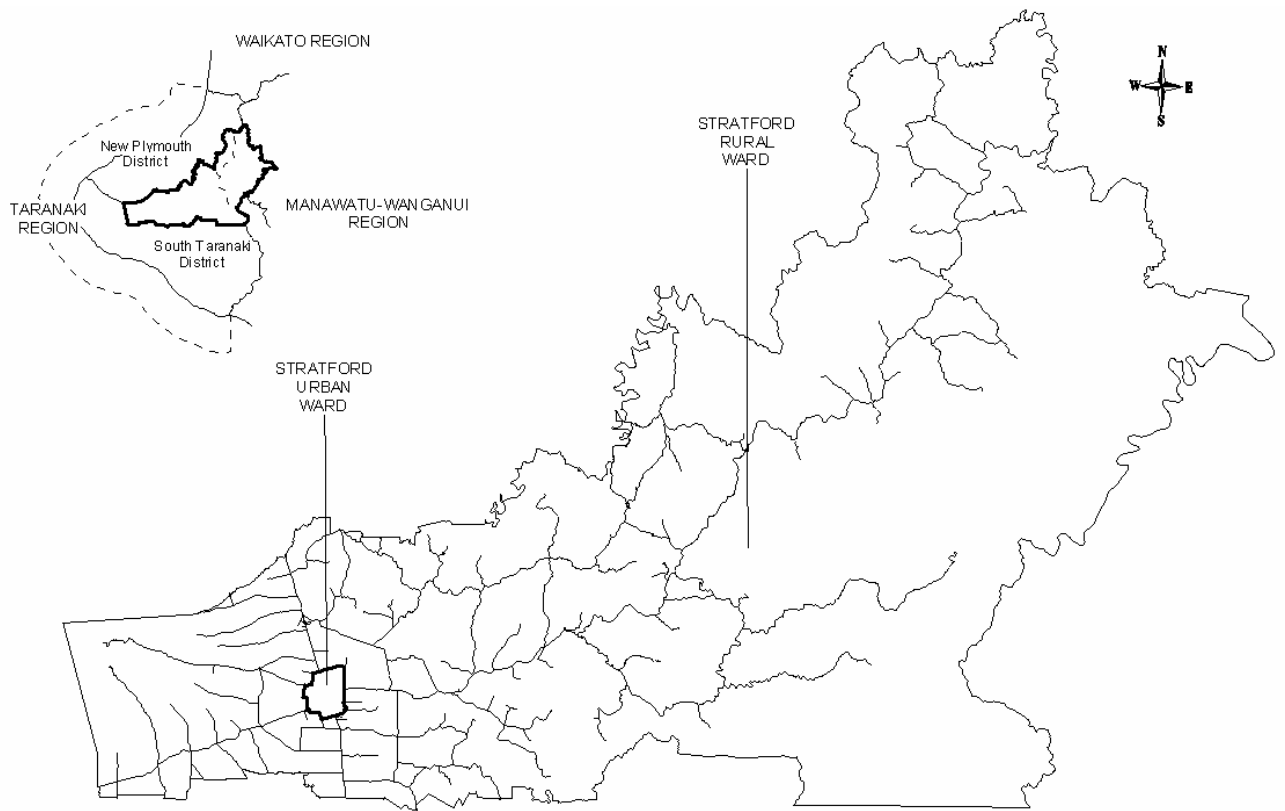 WAIKATO REGION
New Plymouth
District
TARANAKI
REGION
MANAWATU-WANGANUI
REGION
South Taranaki
District
STRATFORD
URBAN
WARD
STRATFORD
RURAL
WARD
N
W E
S